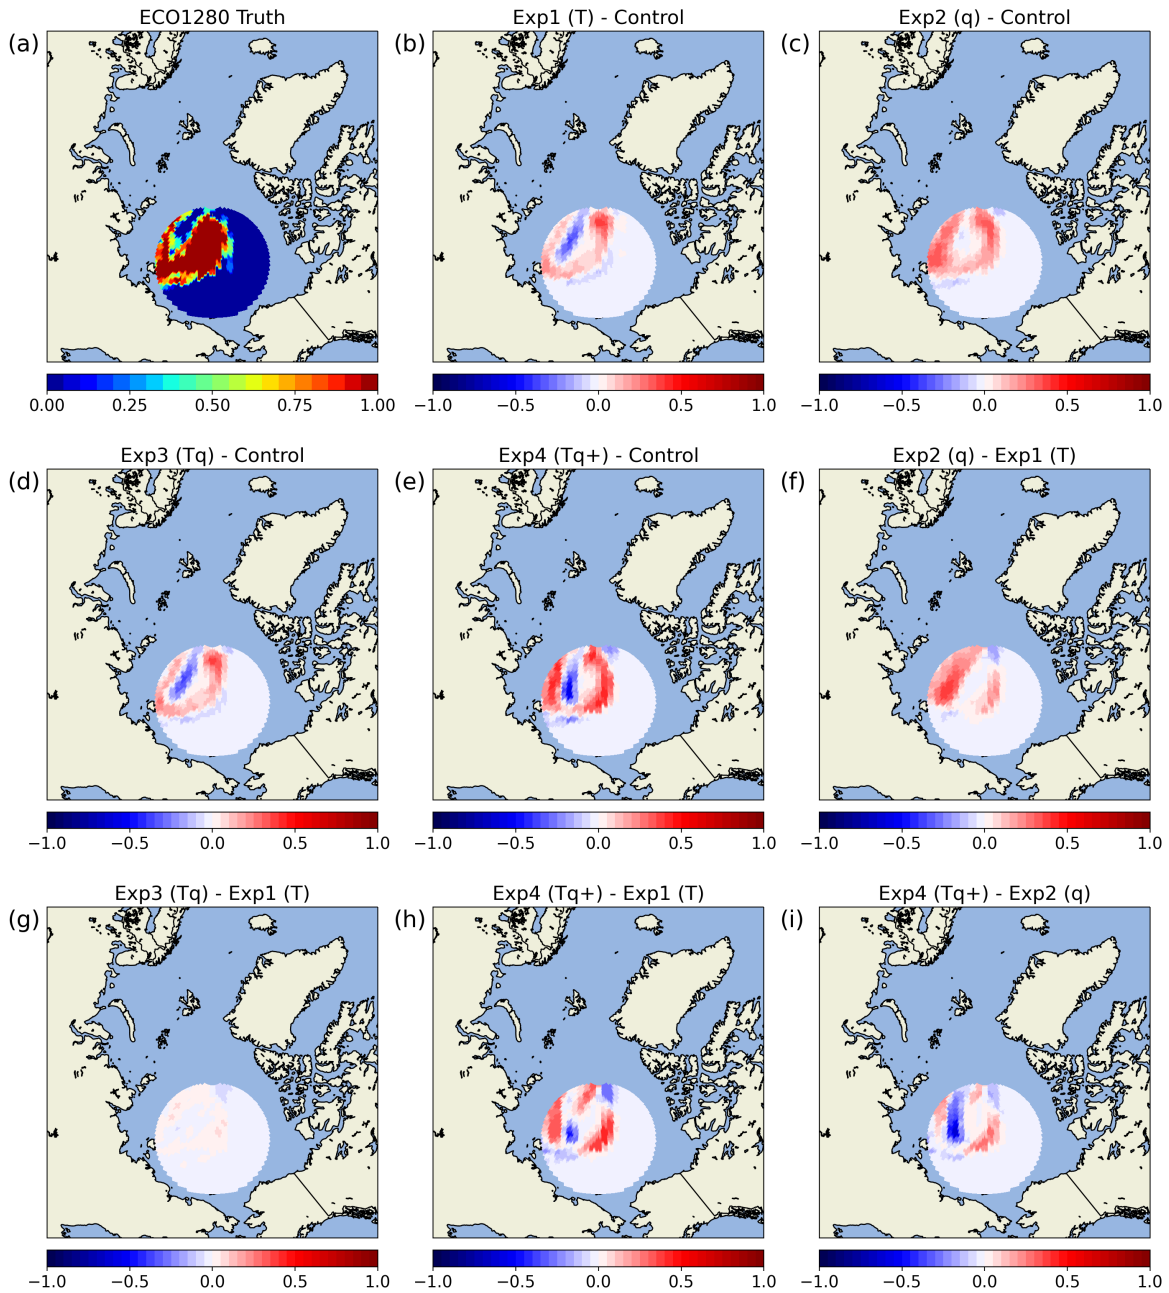 ECO1280 Truth
Exp1 (T) - Control
Exp2 (q) - Control
(a)
(b)
(c)
0.00 0.25 0.50 0.75 1.00
−1.0 −0.5 0.0 0.5 1.0
−1.0 −0.5 0.0 0.5 1.0
Exp3 (Tq) - Control
Exp4 (Tq+) - Control
Exp2 (q) - Exp1 (T)
(d)
(e)
(f)
−1.0 −0.5 0.0 0.5 1.0
−1.0 −0.5 0.0 0.5 1.0
−1.0 −0.5 0.0 0.5 1.0
Exp3 (Tq) - Exp1 (T)
Exp4 (Tq+) - Exp1 (T)
Exp4 (Tq+) - Exp2 (q)
(g)
(h)
(i)
−1.0 −0.5 0.0 0.5 1.0
−1.0 −0.5 0.0 0.5 1.0
−1.0 −0.5 0.0 0.5 1.0